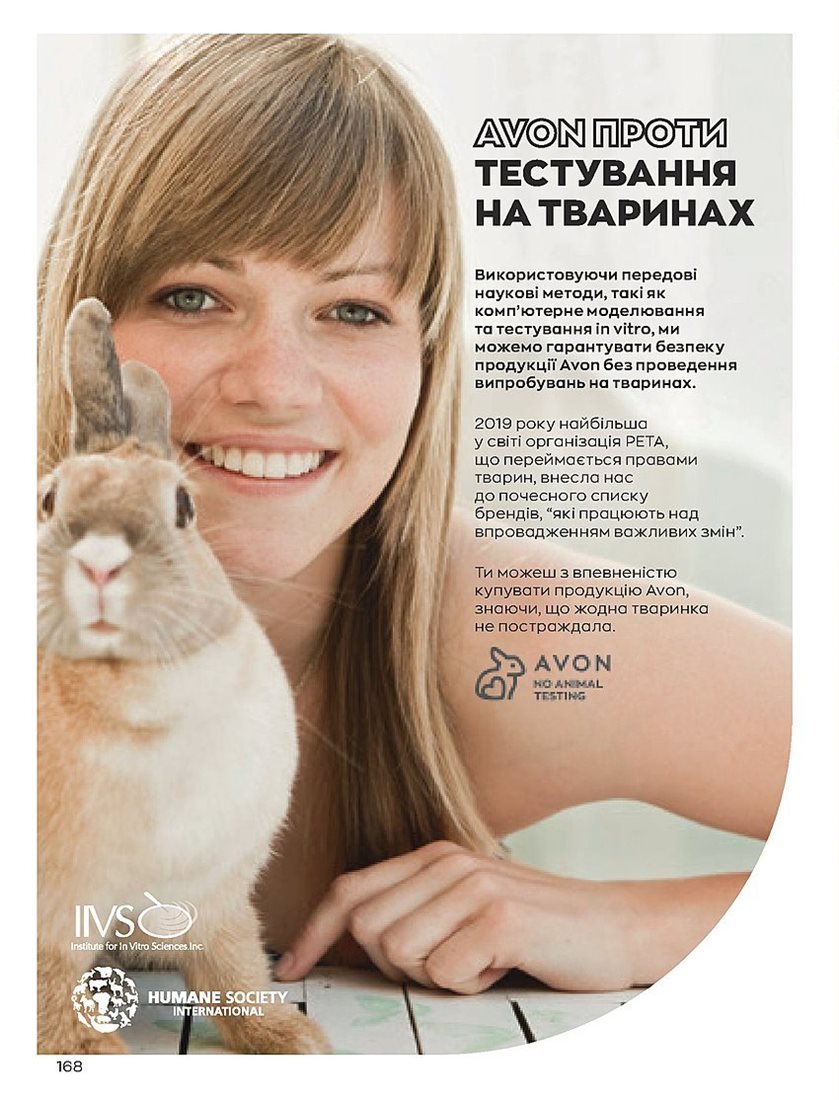 AVON ПРОТИ
ТЕСТУВАННЯ
НА ТВАРИНАХ
Використовуючи передові
наукові методи, такі як
комп’ютерне моделювання
та тестування in vitro, ми
можемо гарантувати безпеку
продукції Avon без проведення
випробувань на тваринах.
2019 року найбільша
у світі організація PETA,
що переймається правами
тварин, внесла нас
до почесного списку
брендів, “які працюють над
впровадженням важливих змін”.
Ти можеш з впевненістю
купувати продукцію Avon,
знаючи, що жодна тваринка
не постраждала.
AVON
NO ANIMAL
TESTING
IIVS
Institute for In Vitro Sciences.Inc.
HUMANE SOCIETY
INTERNATIONAL
168